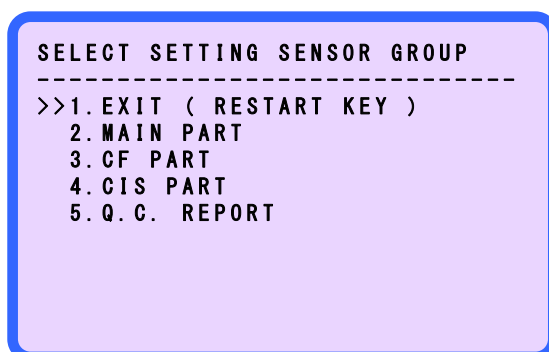 SELECT SETTING SENSOR GROUP
------------------------------
>>1.EXIT ( RESTART KEY )
2.MAIN PART
3.CF PART
4.CIS PART
5.Q.C. REPORT